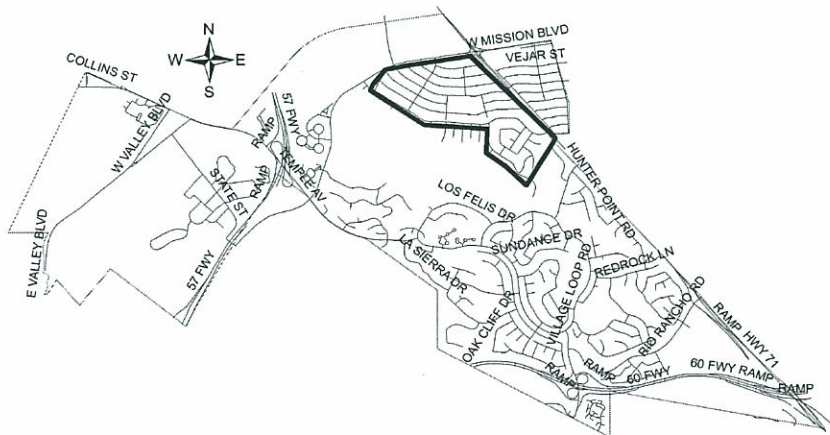 N
W E
S
W MISSION BLVD
VEJAR ST
COLLINS ST
57 FWY
W VALLEY BLVD
RAMP
TEMPLE AV
STATE ST
RAMP
HUNTER POINT RD
LOS FELIS DR
SUNDANCE DR
LA SIERRA DR
E VALLEY BLVD
57 FWY
VILLAGE LOOP RD
REDROCK LN
OAK CLIFF DR
RIO RANCHO RD
RAMP HWY 71
RAMP
RAMP
60 FWY
60 FWY RAMP
RAMP